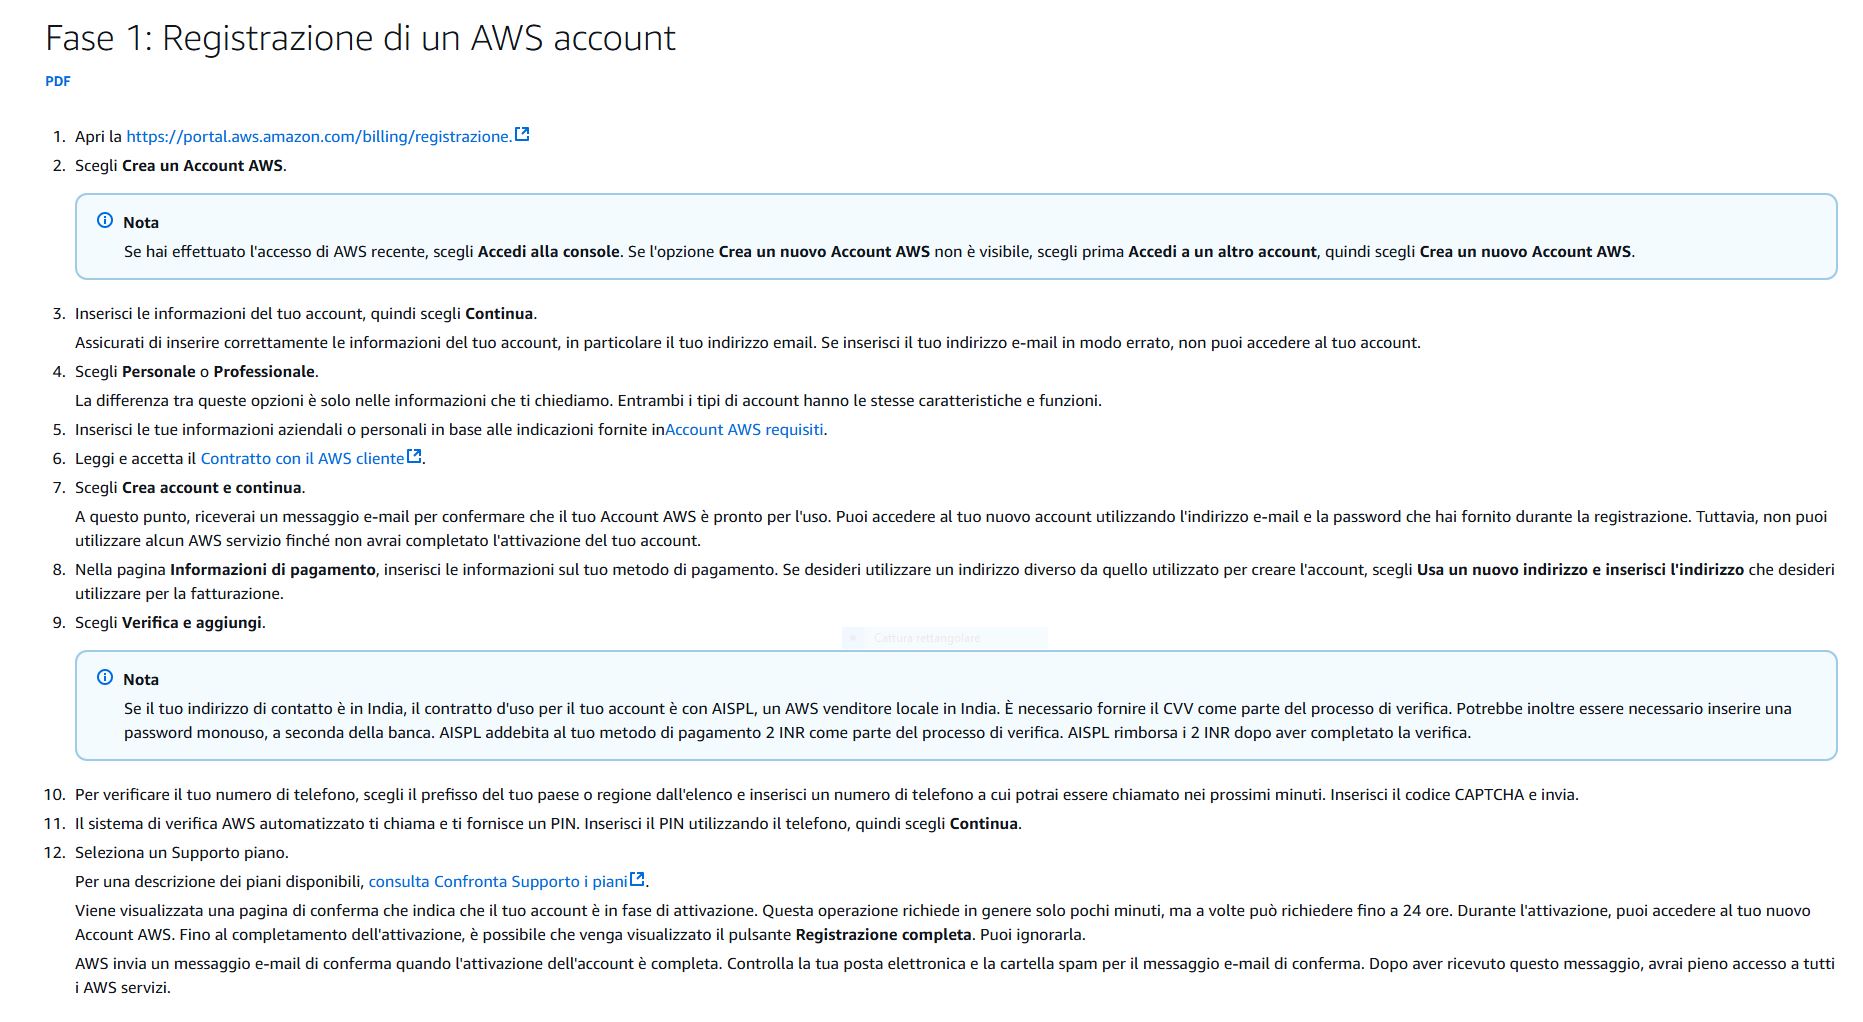 Fase 1: Registrazione di un AWS account
PDF
1. Apri la https://portal.aws.amazon.com/billing/registrazione.
2. Scegli Crea un Account AWS.
Nota
Se hai effettuato l'accesso di AWS recente, scegli Accedi alla console. Se l'opzione Crea un nuovo Account AWS non è visibile, scegli prima Accedi a un altro account, quindi scegli Crea un nuovo Account AWS.
3. Inserisci le informazioni del tuo account, quindi scegli Continua.
Assicurati di inserire correttamente le informazioni del tuo account, in particolare il tuo indirizzo email. Se inserisci il tuo indirizzo e-mail in modo errato, non puoi accedere al tuo account.
4. Scegli Personale o Professionale.
La differenza tra queste opzioni è solo nelle informazioni che ti chiediamo. Entrambi i tipi di account hanno le stesse caratteristiche e funzioni.
5. Inserisci le tue informazioni aziendali o personali in base alle indicazioni fornite inAccount AWS requisiti.
6. Leggi e accetta il Contratto con il AWS cliente.
7. Scegli Crea account e continua.
A questo punto, riceverai un messaggio e-mail per confermare che il tuo Account AWS è pronto per l'uso. Puoi accedere al tuo nuovo account utilizzando l'indirizzo e-mail e la password che hai fornito durante la registrazione. Tuttavia, non puoi
utilizzare alcun AWS servizio finché non avrai completato l'attivazione del tuo account.
8. Nella pagina Informazioni di pagamento, inserisci le informazioni sul tuo metodo di pagamento. Se desideri utilizzare un indirizzo diverso da quello utilizzato per creare l'account, scegli Usa un nuovo indirizzo e inserisci l'indirizzo che desideri
utilizzare per la fatturazione.
9. Scegli Verifica e aggiungi.
Cattura rettangolare
Nota
Se il tuo indirizzo di contatto è in India, il contratto d'uso per il tuo account è con AISPL, un AWS venditore locale in India. È necessario fornire il CVV come parte del processo di verifica. Potrebbe inoltre essere necessario inserire una
password monouso, a seconda della banca. AISPL addebita al tuo metodo di pagamento 2 INR come parte del processo di verifica. AISPL rimborsa i 2 INR dopo aver completato la verifica.
10. Per verificare il tuo numero di telefono, scegli il prefisso del tuo paese o regione dall'elenco e inserisci un numero di telefono a cui potrai essere chiamato nei prossimi minuti. Inserisci il codice CAPTCHA e invia.
11. Il sistema di verifica AWS automatizzato ti chiama e ti fornisce un PIN. Inserisci il PIN utilizzando il telefono, quindi scegli Continua.
12. Seleziona un Supporto piano.
Per una descrizione dei piani disponibili, consulta Confronta Supporto i piani.
Viene visualizzata una pagina di conferma che indica che il tuo account è in fase di attivazione. Questa operazione richiede in genere solo pochi minuti, ma a volte può richiedere fino a 24 ore. Durante l'attivazione, puoi accedere al tuo nuovo
Account AWS. Fino al completamento dell'attivazione, è possibile che venga visualizzato il pulsante Registrazione completa. Puoi ignorarla.
AWS invia un messaggio e-mail di conferma quando l'attivazione dell'account è completa. Controlla la tua posta elettronica e la cartella spam per il messaggio e-mail di conferma. Dopo aver ricevuto questo messaggio, avrai pieno accesso a tutti
i AWS servizi.